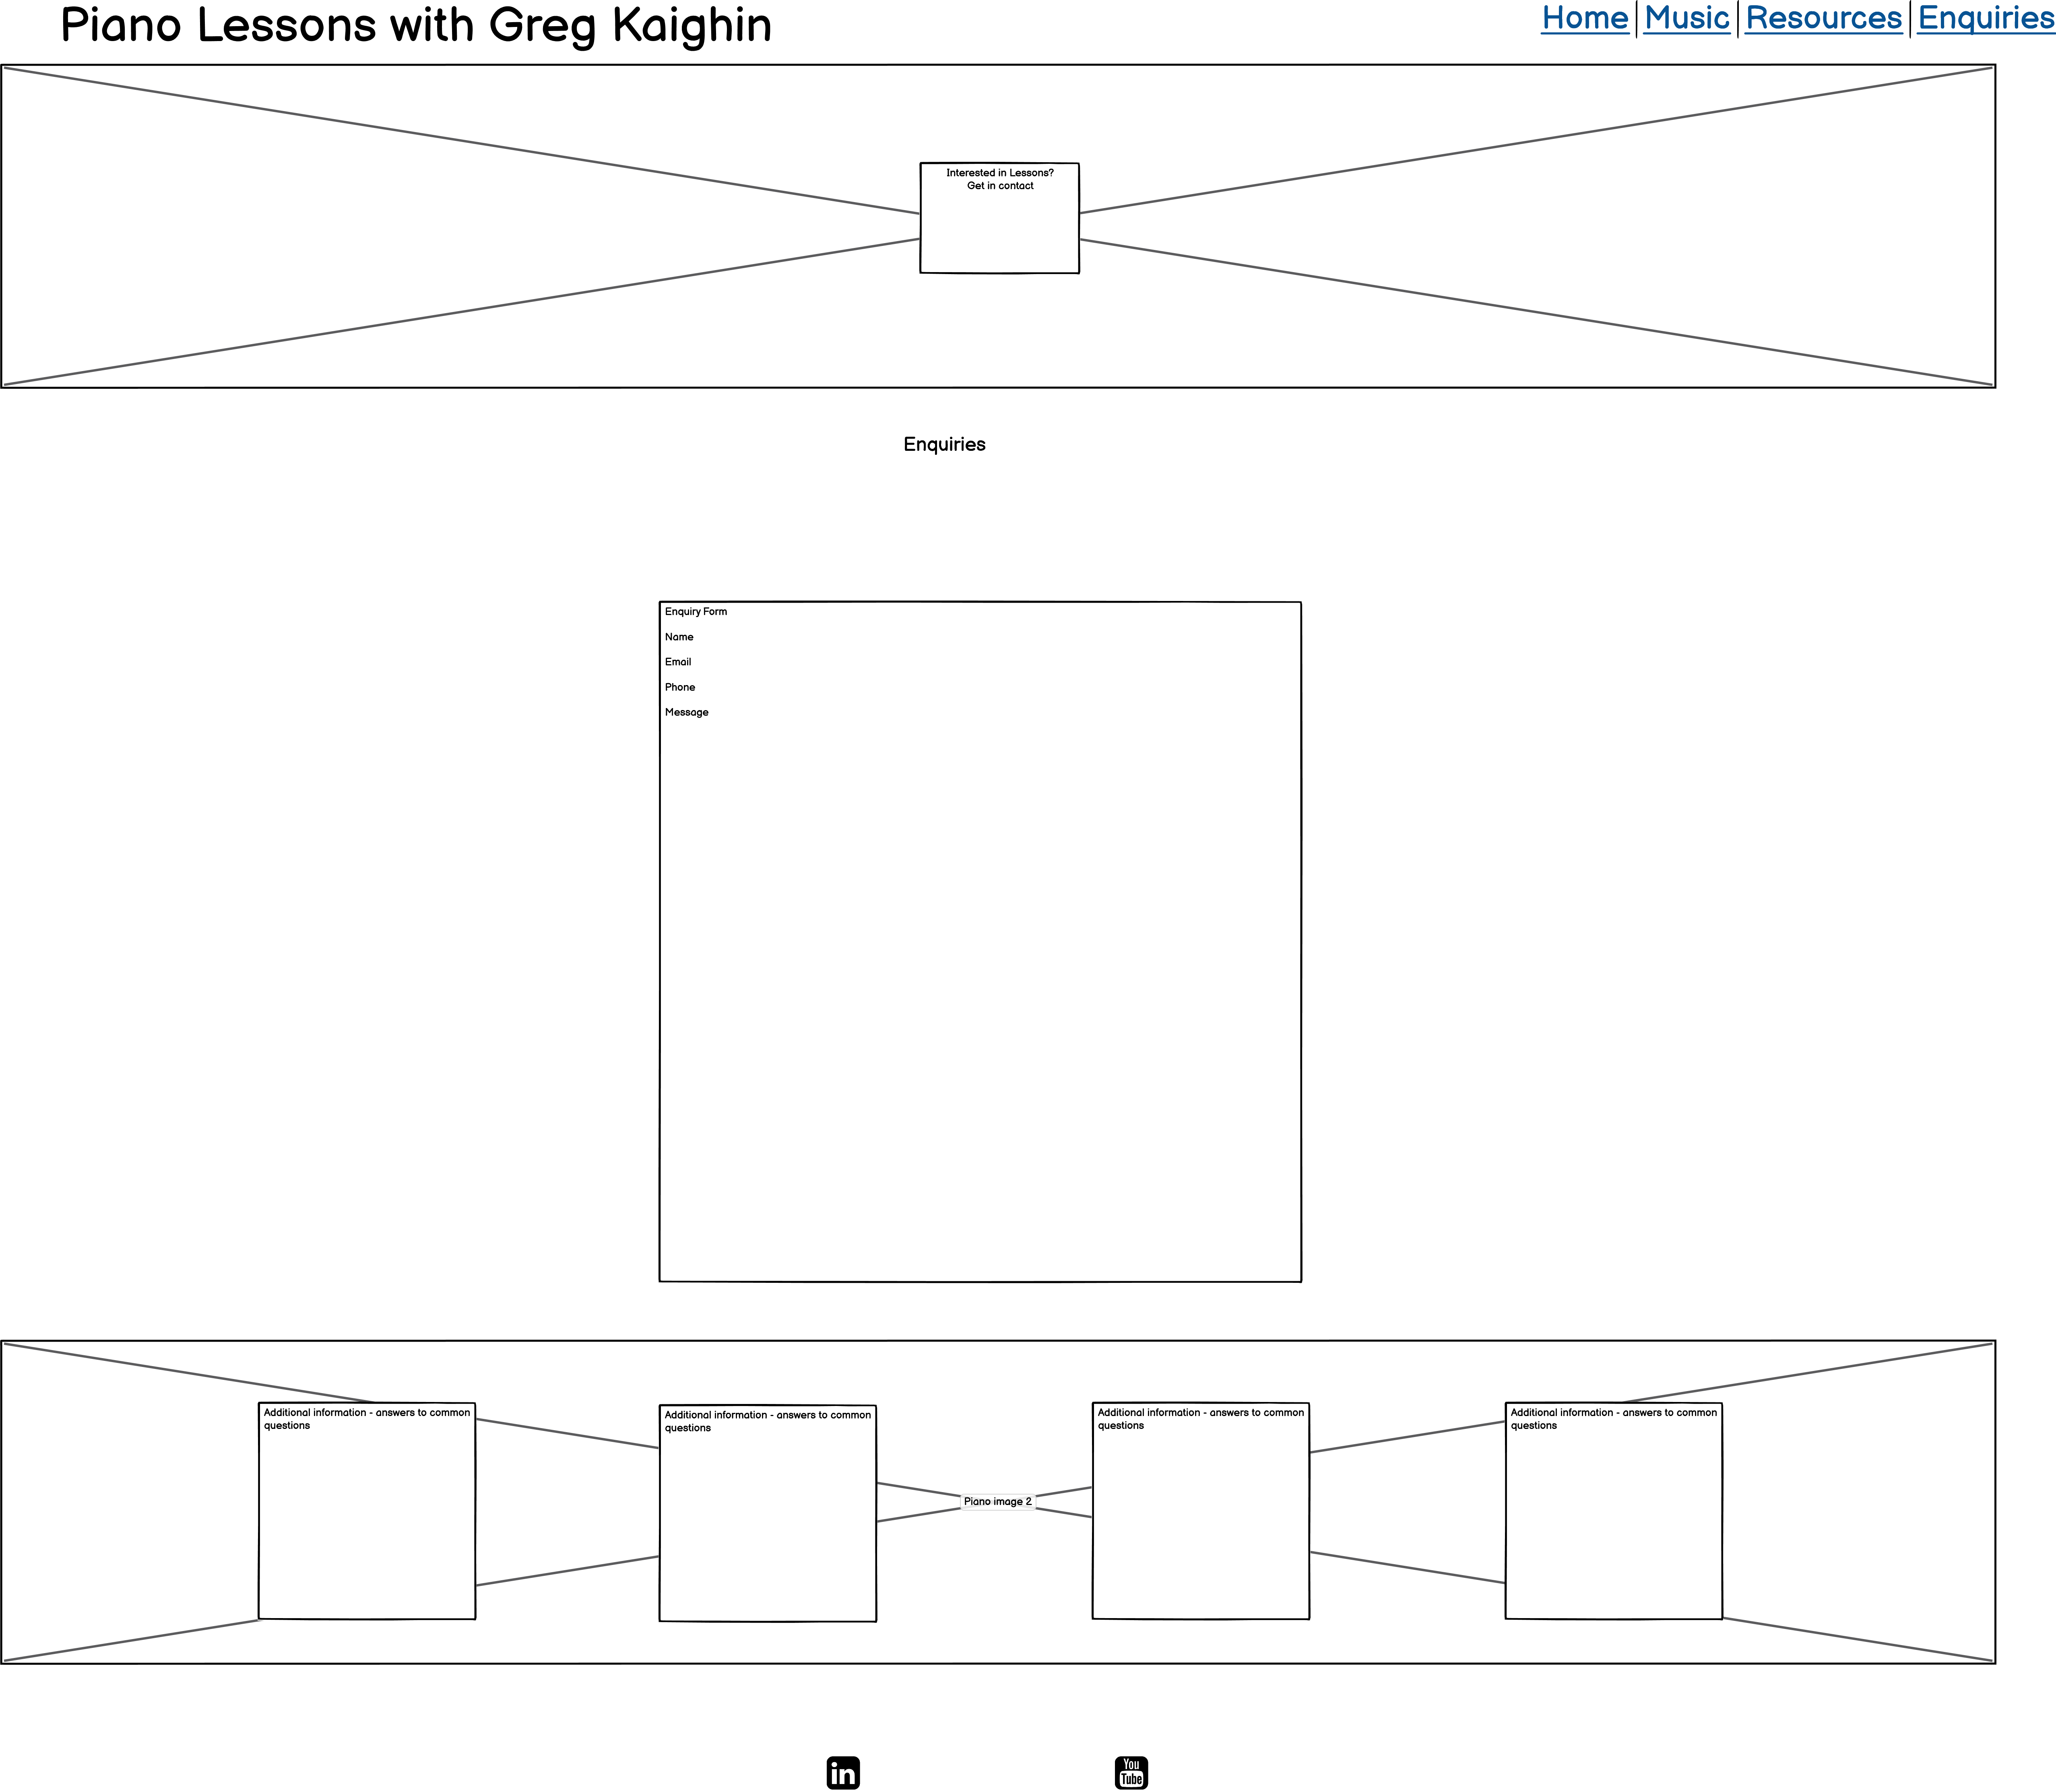 Piano Lessons with Greg Kaighin
Home | Music | Resources | Enquiries
Interested in Lessons?
Get in contact
Enquiries
Enquiry Form
Name
Email
Phone
Message
Additional information - answers to common
questions
Additional information - answers to common
questions
Piano image 2
Additional information - answers to common
questions
Additional information - answers to common
questions
in
You
Tube